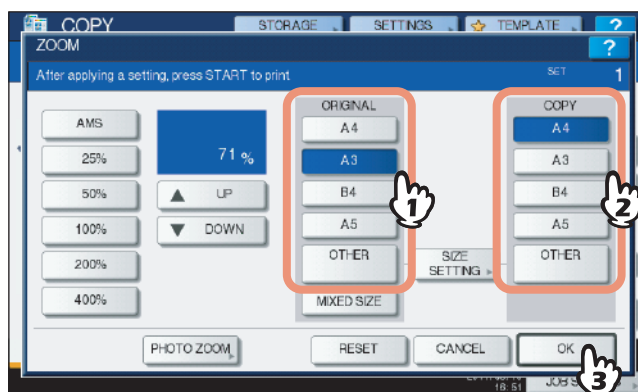 COPY STORAGE SETTINGS TEMPLATE ?
ZOOM ?
After applying a setting, press START to print SET 1
ORIGINAL COPY
AMS A4 A4
25% 71 % A3 A3
50% UP B4 B4
1 2
100% DOWN A5 A5
200% OTHER SIZE SETTING OTHER
400% MIXED SIZE
PHOTO ZOOM RESET CANCEL OK
3
16:51 JOB S